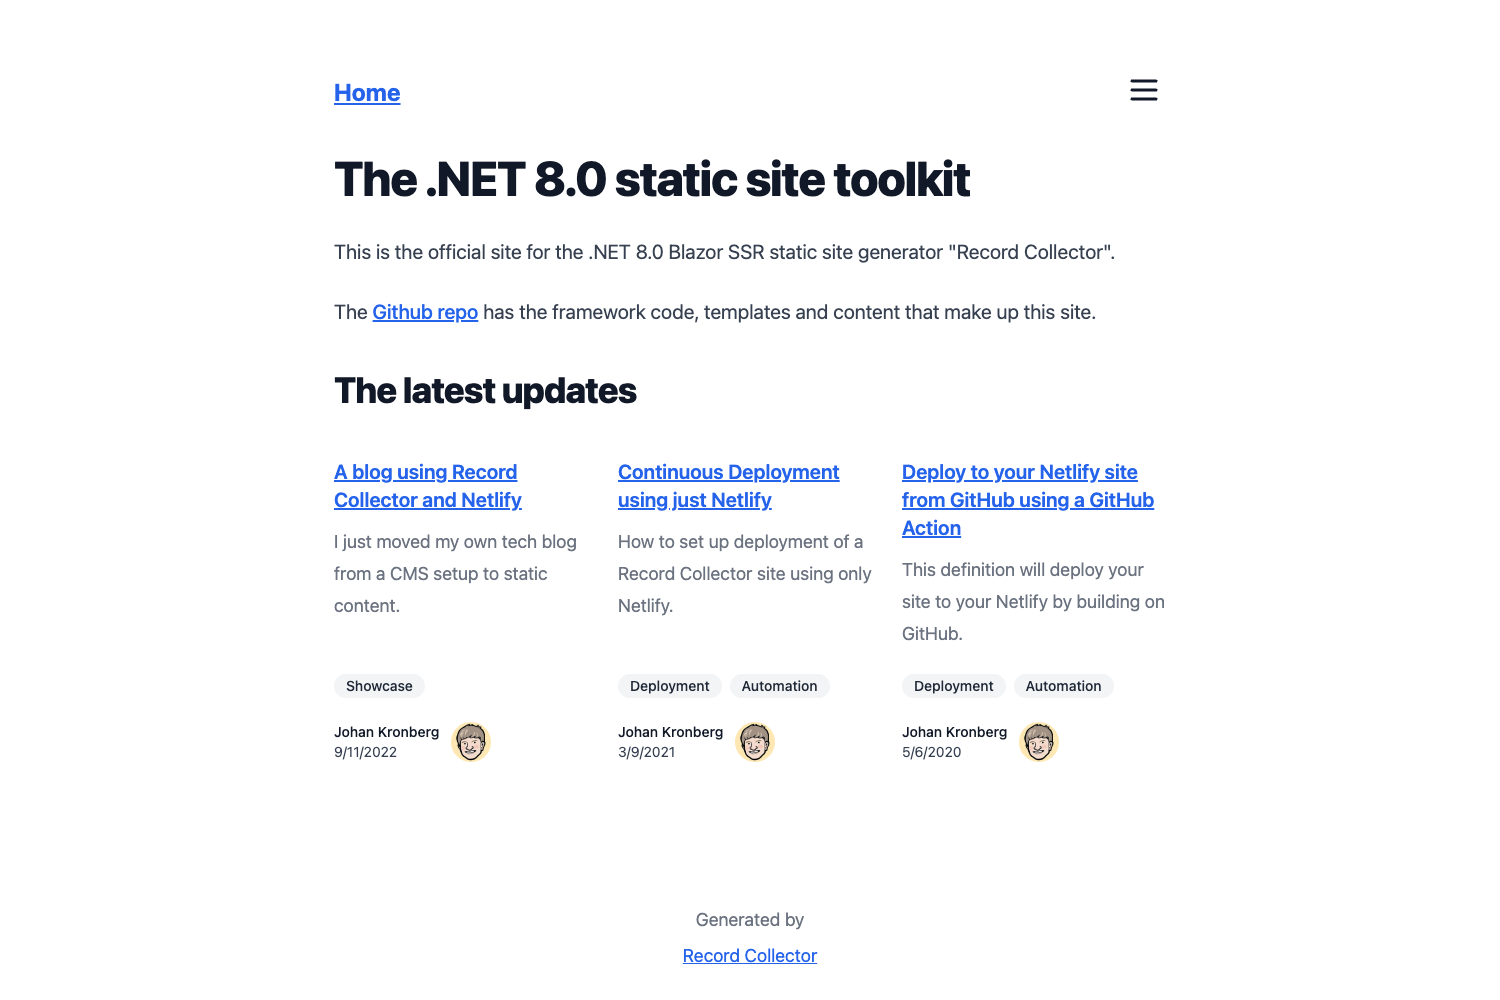 Home
The .NET 8.0 static site toolkit
This is the official site for the .NET 8.0 Blazor SSR static site generator "Record Collector".
The Github repo has the framework code, templates and content that make up this site.
The latest updates
A blog using Record
Collector and Netlify
I just moved my own tech blog
from a CMS setup to static
content.
Showcase
Johan Kronberg
9/11/2022
Continuous Deployment
using just Netlify
How to set up deployment of a
Record Collector site using only
Netlify.
Deployment Automation
Johan Kronberg
3/9/2021
Deploy to your Netlify site
from GitHub using a GitHub
Action
This definition will deploy your
site to your Netlify by building on
GitHub.
Deployment Automation
Johan Kronberg
5/6/2020
Generated by
Record Collector